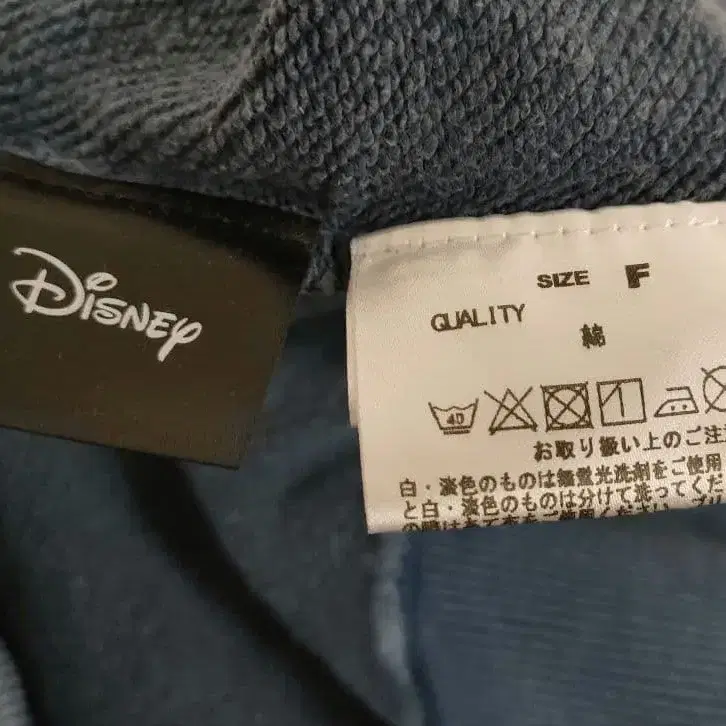 Disney
SIZE F
QUALITY
綿
40
お取り扱い上のご注
白・淡色のものは無蛍光洗剤をご使用
と白・淡色のものは分けて洗ってくだ